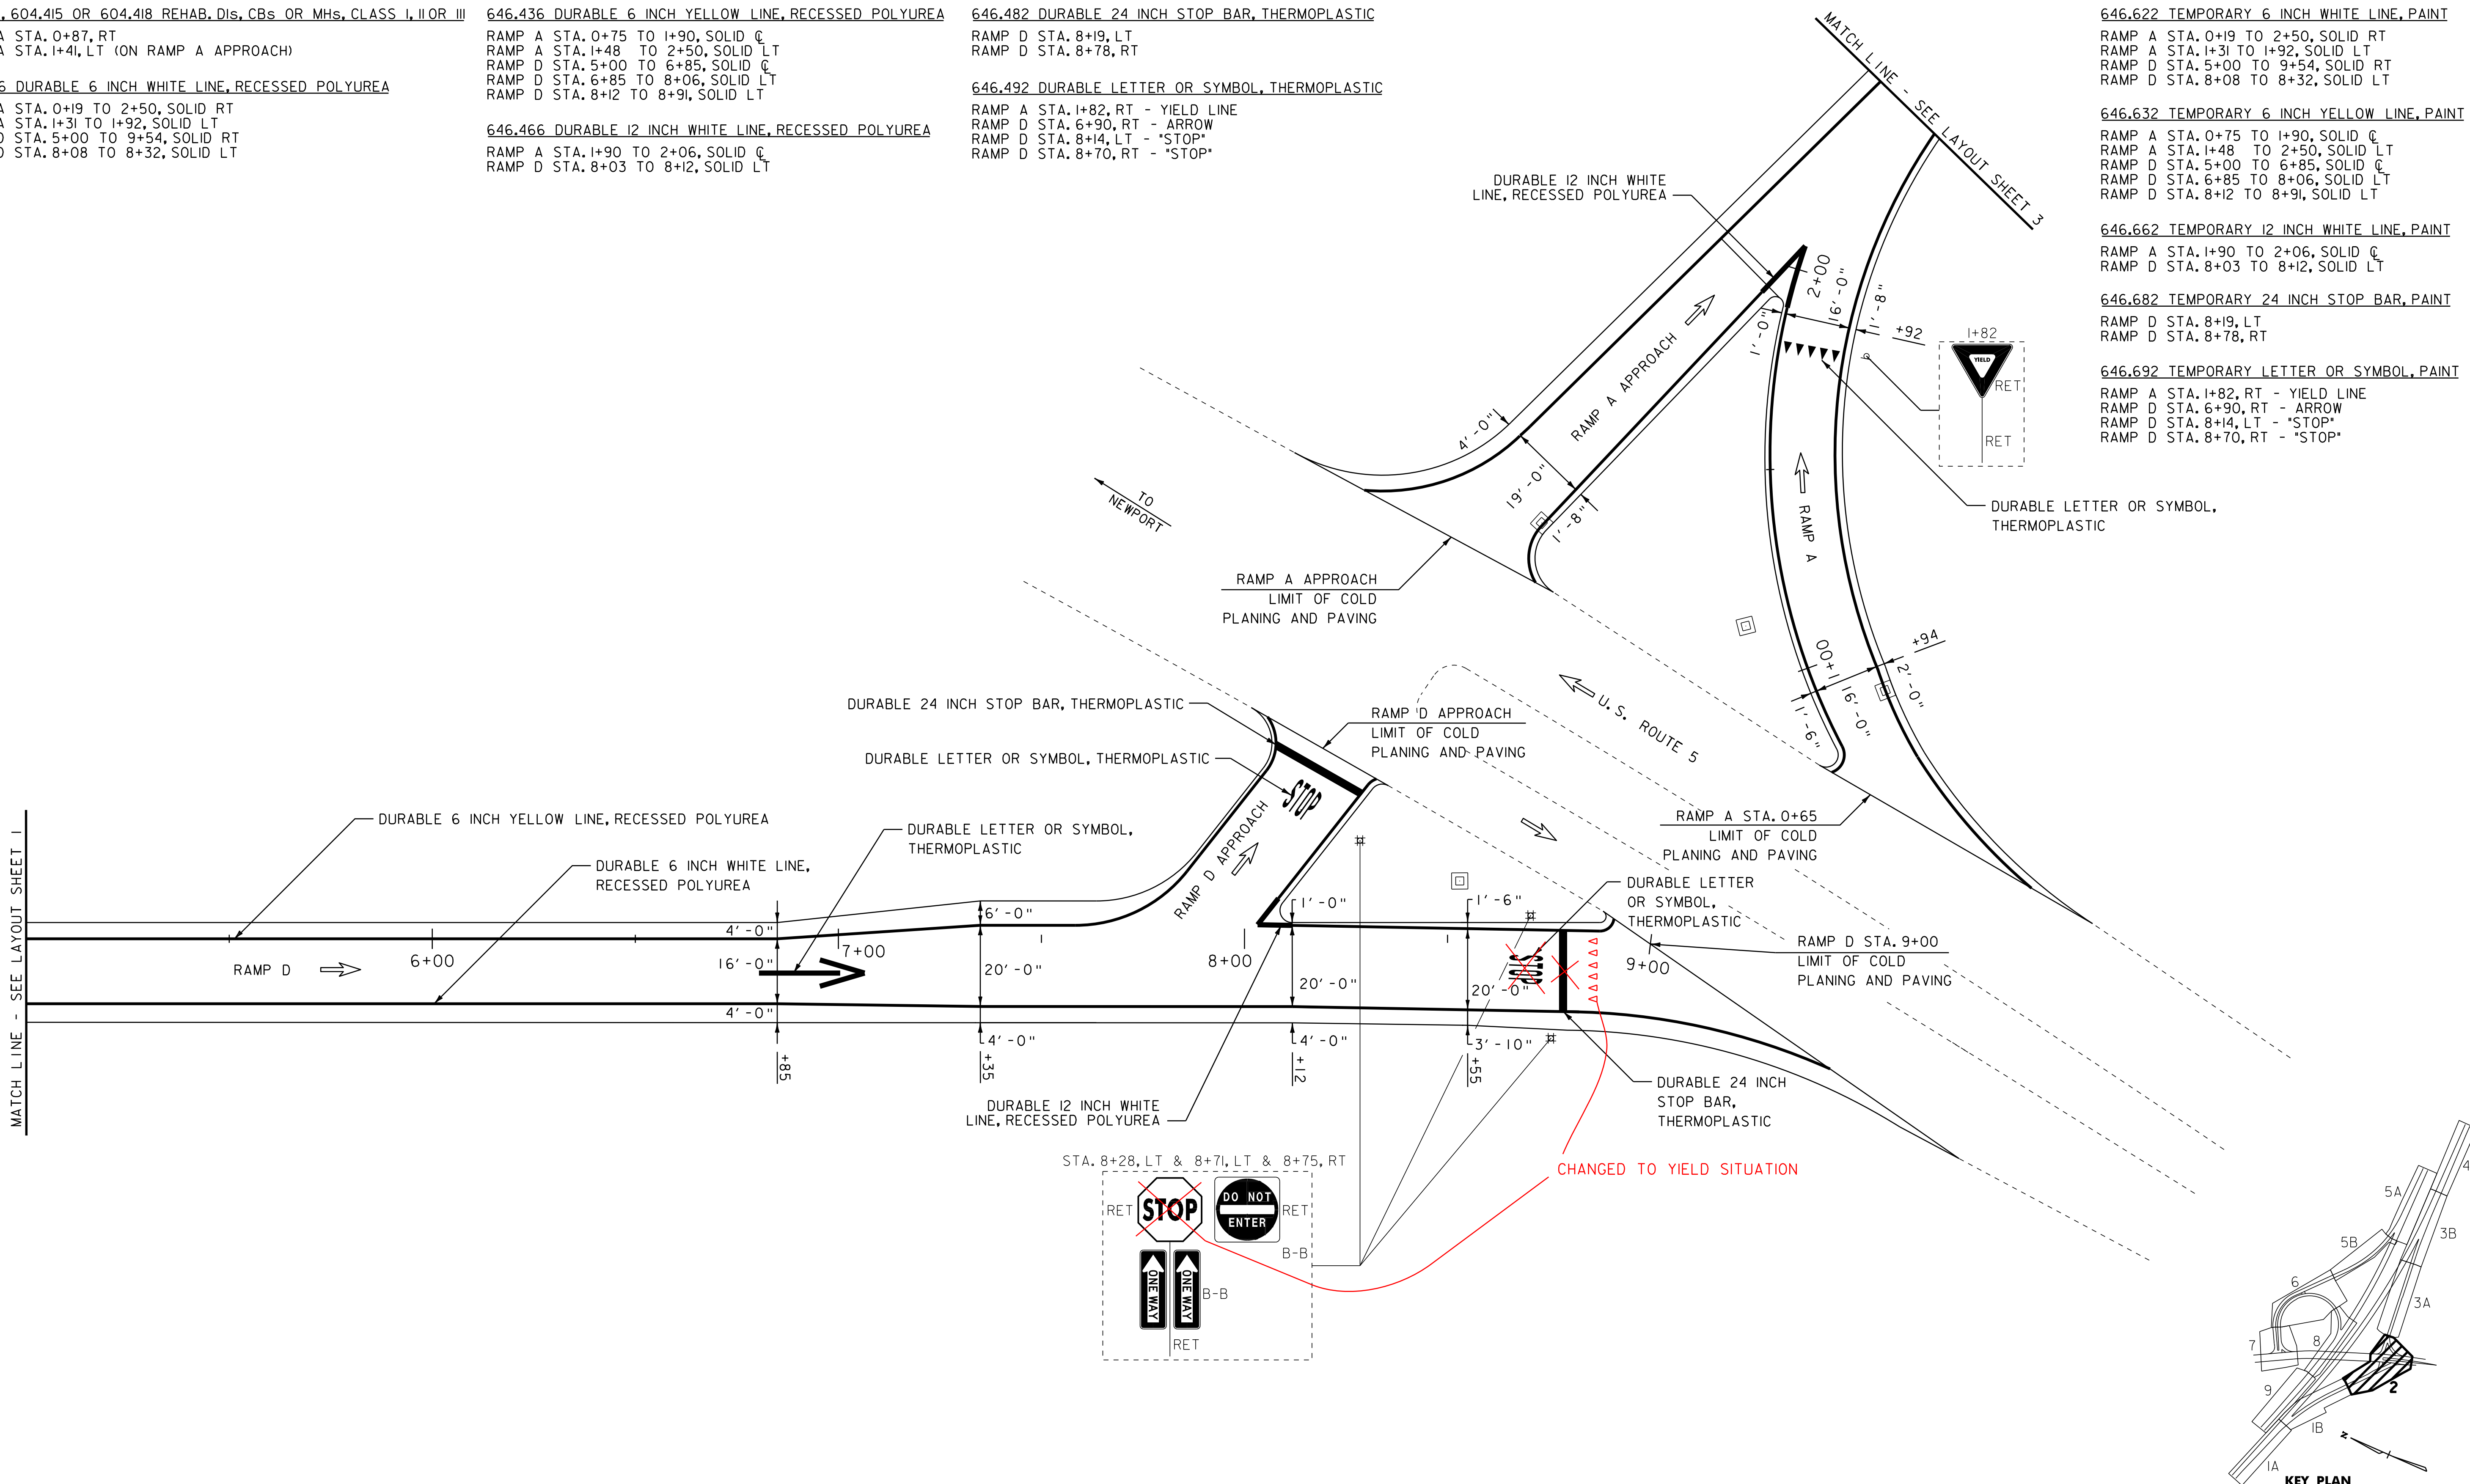 , 604.415 OR 604.418 REHAB. DIs, CBs OR MHs, CLASS I, II OR III
A STA. 0+87, RT
A STA. 1+41, LT (ON RAMP A APPROACH)
6 DURABLE 6 INCH WHITE LINE, RECESSED POLYUREA
A STA. 0+19 TO 2+50, SOLID RT
A STA. 1+31 TO 1+92, SOLID LT
D STA. 5+00 TO 9+54, SOLID RT
D STA. 8+08 TO 8+32, SOLID LT
646.436 DURABLE 6 INCH YELLOW LINE, RECESSED POLYUREA
RAMP A STA. 0+75 TO 1+90, SOLID ℄
RAMP A STA. 1+48 TO 2+50, SOLID LT
RAMP D STA. 5+00 TO 6+85, SOLID ℄
RAMP D STA. 6+85 TO 8+06, SOLID LT
RAMP D STA. 8+12 TO 8+91, SOLID LT
646.466 DURABLE 12 INCH WHITE LINE, RECESSED POLYUREA
RAMP A STA. 1+90 TO 2+06, SOLID ℄
RAMP D STA. 8+03 TO 8+12, SOLID LT
646.482 DURABLE 24 INCH STOP BAR, THERMOPLASTIC
RAMP D STA. 8+19, LT
RAMP D STA. 8+78, RT
646.492 DURABLE LETTER OR SYMBOL, THERMOPLASTIC
RAMP A STA. 1+82, RT - YIELD LINE
RAMP D STA. 6+90, RT - ARROW
RAMP D STA. 8+14, LT - "STOP"
RAMP D STA. 8+70, RT - "STOP"
646.622 TEMPORARY 6 INCH WHITE LINE, PAINT
RAMP A STA. 0+19 TO 2+50, SOLID RT
RAMP A STA. 1+31 TO 1+92, SOLID LT
RAMP D STA. 5+00 TO 9+54, SOLID RT
RAMP D STA. 8+08 TO 8+32, SOLID LT
646.632 TEMPORARY 6 INCH YELLOW LINE, PAINT
RAMP A STA. 0+75 TO 1+90, SOLID ℄
RAMP A STA. 1+48 TO 2+50, SOLID LT
RAMP D STA. 5+00 TO 6+85, SOLID ℄
RAMP D STA. 6+85 TO 8+06, SOLID LT
RAMP D STA. 8+12 TO 8+91, SOLID LT
646.662 TEMPORARY 12 INCH WHITE LINE, PAINT
RAMP A STA. 1+90 TO 2+06, SOLID ℄
RAMP D STA. 8+03 TO 8+12, SOLID LT
646.682 TEMPORARY 24 INCH STOP BAR, PAINT
RAMP D STA. 8+19, LT
RAMP D STA. 8+78, RT
646.692 TEMPORARY LETTER OR SYMBOL, PAINT
RAMP A STA. 1+82, RT - YIELD LINE
RAMP D STA. 6+90, RT - ARROW
RAMP D STA. 8+14, LT - "STOP"
RAMP D STA. 8+70, RT - "STOP"
MATCH LINE - SEE LAYOUT SHEET 3
DURABLE 12 INCH WHITE
LINE, RECESSED POLYUREA
2+00
16'-0"
1'-8"
1'-0"
+92
1+82
YIELD
RET
RET
RAMP A APPROACH
4'-0"
19'-0"
1'-8"
TO
NEWPORT
RAMP A
DURABLE LETTER OR SYMBOL,
THERMOPLASTIC
RAMP A APPROACH
LIMIT OF COLD
PLANING AND PAVING
+94
1+00
2'-0"
16'-0"
1'-6"
U.S. ROUTE 5
DURABLE 24 INCH STOP BAR, THERMOPLASTIC
RAMP D APPROACH
LIMIT OF COLD
PLANING AND PAVING
DURABLE LETTER OR SYMBOL, THERMOPLASTIC
STOP
RAMP D APPROACH
RAMP A STA. 0+65
LIMIT OF COLD
PLANING AND PAVING
DURABLE 6 INCH YELLOW LINE, RECESSED POLYUREA
DURABLE LETTER OR SYMBOL,
THERMOPLASTIC
DURABLE 6 INCH WHITE LINE,
RECESSED POLYUREA
MATCH LINE - SEE LAYOUT SHEET 1
DURABLE LETTER
OR SYMBOL,
THERMOPLASTIC
RAMP D STA. 9+00
LIMIT OF COLD
PLANING AND PAVING
RAMP D
6+00
4'-0"
16'-0"
4'-0"
+85
7+00
6'-0"
20'-0"
4'-0"
+35
8+00
1'-0"
20'-0"
4'-0"
+12
1'-6"
20'-0"
3'-10"
+55
STOP
9+00
DURABLE 12 INCH WHITE
LINE, RECESSED POLYUREA
DURABLE 24 INCH
STOP BAR,
THERMOPLASTIC
CHANGED TO YIELD SITUATION
STA. 8+28, LT & 8+71, LT & 8+75, RT
RET
STOP
DO NOT
ENTER
RET
B-B
ONE WAY
ONE WAY
B-B
RET
4
5A
3B
5B
6
3A
7
8
2
9
1B
1A
N
KEY PLAN